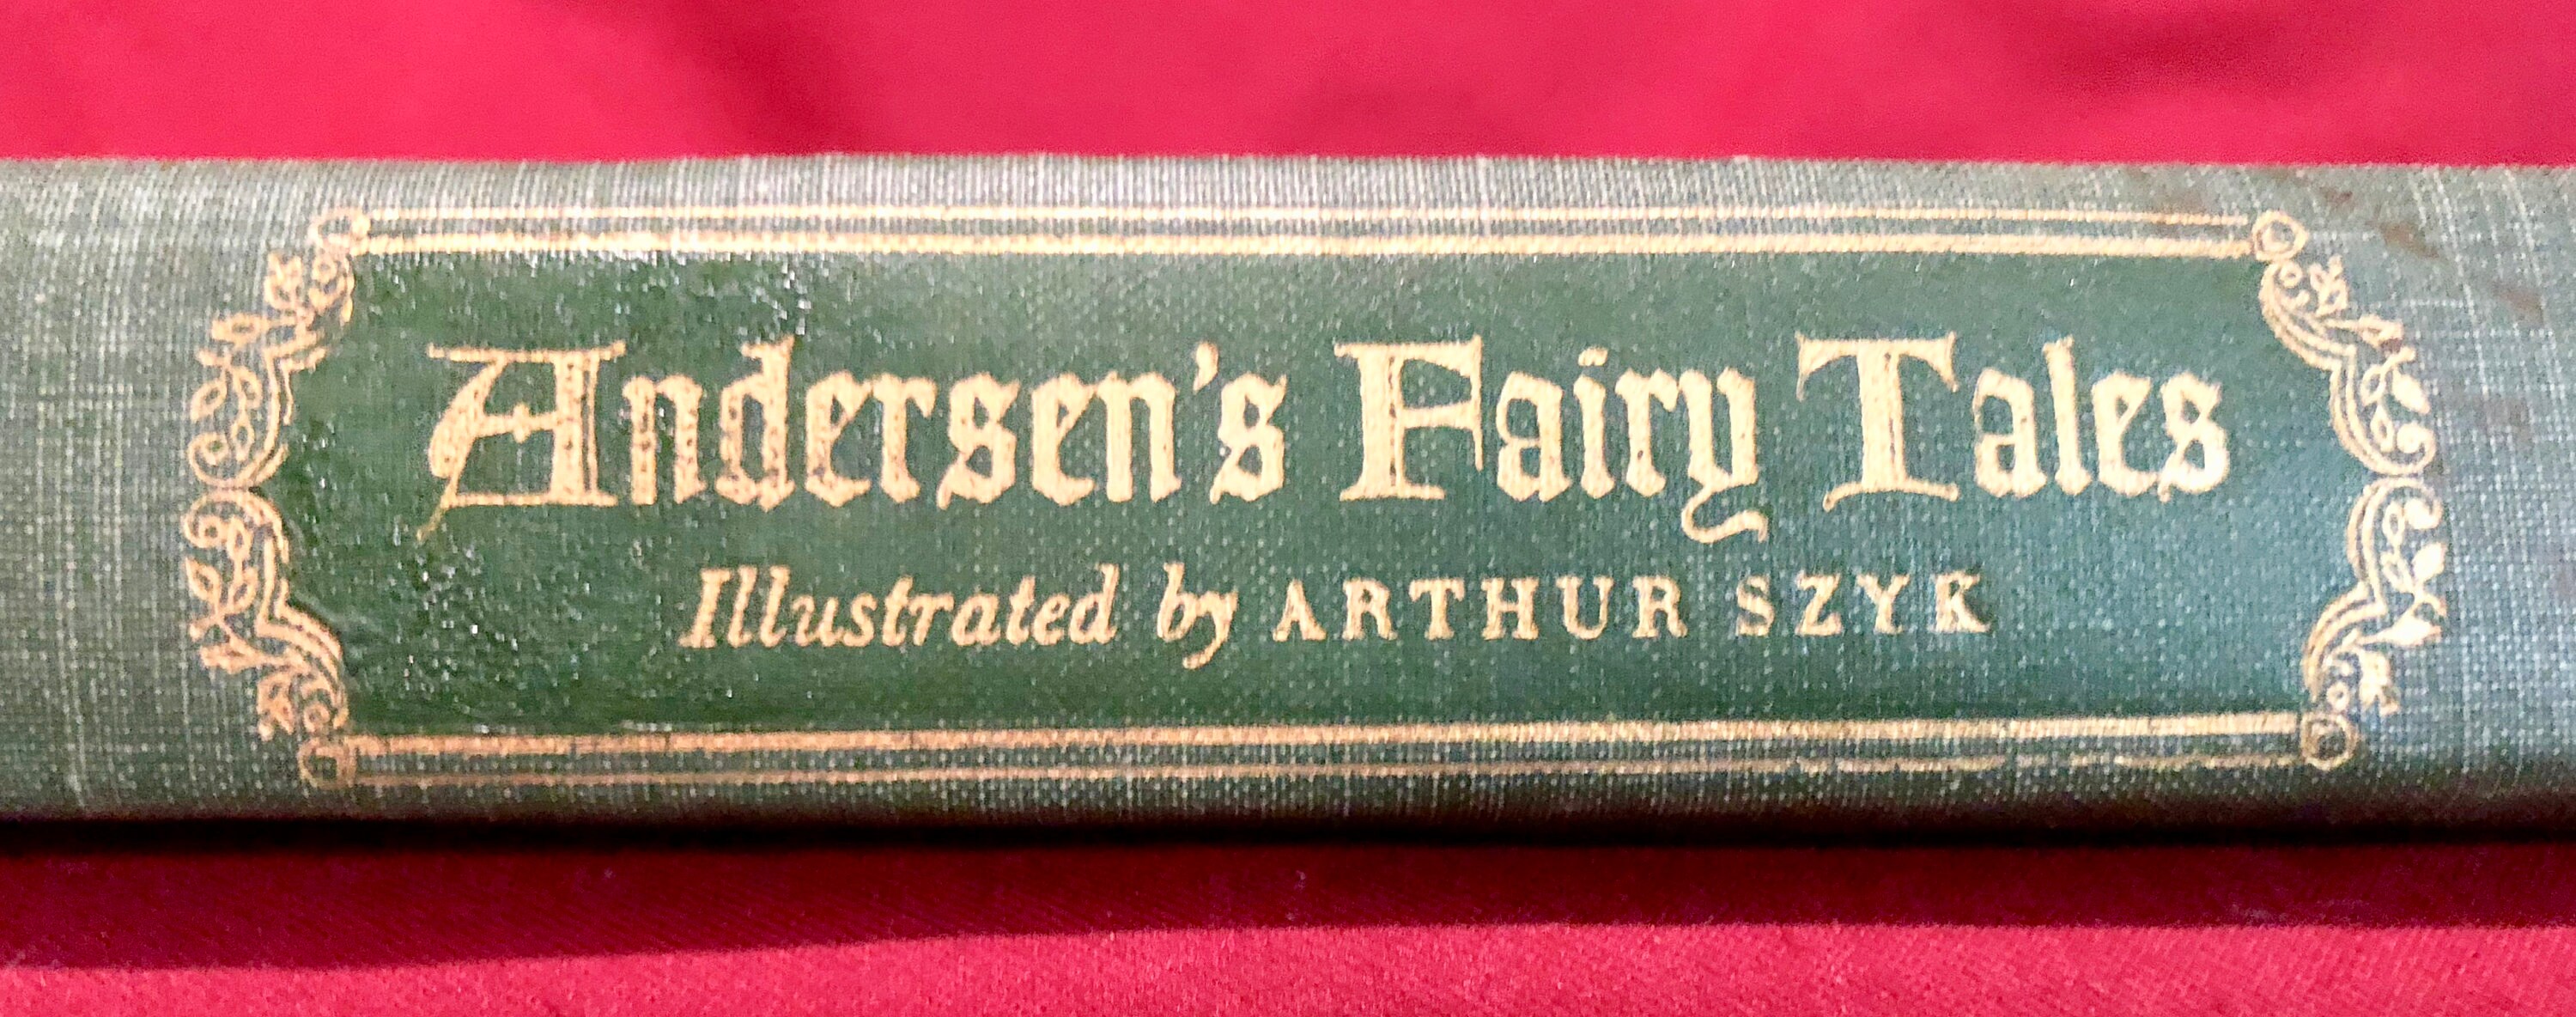 Andersen's Fairy Tales
Illustrated by ARTHUR SZYK